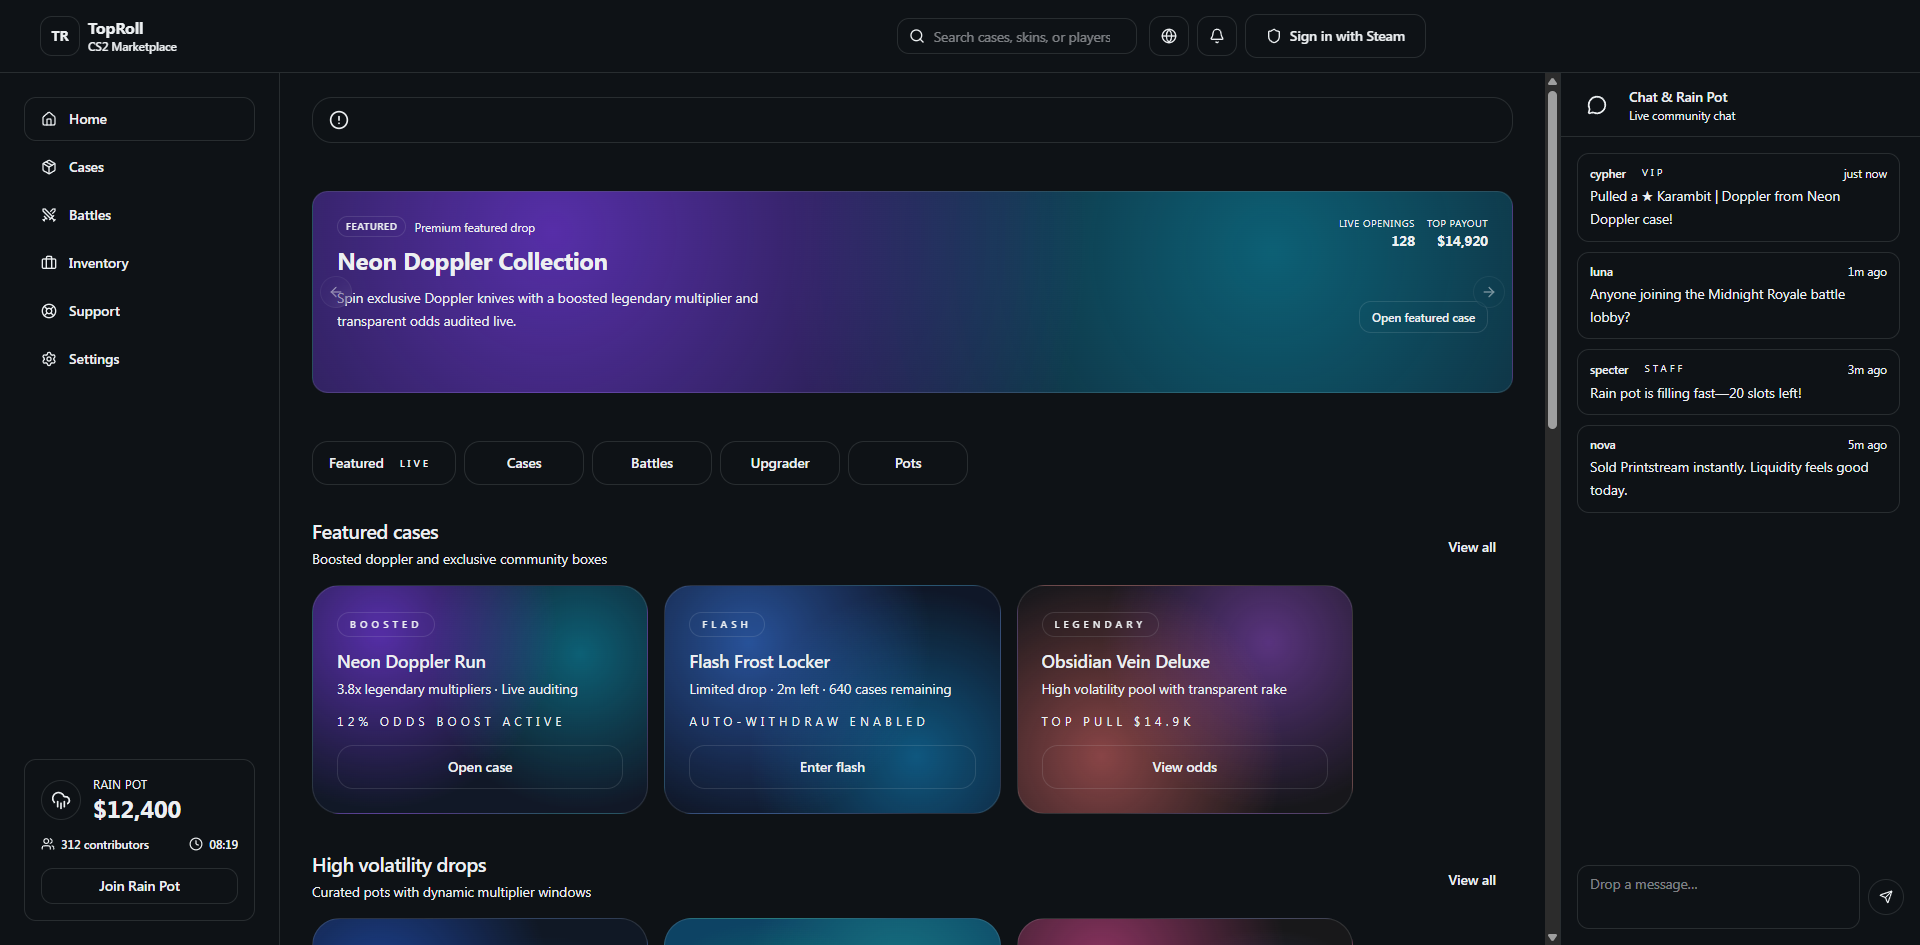 TR
TopRoll
CS2 Marketplace
Search cases, skins, or players
Sign in with Steam
Home
Cases
Battles
Inventory
Support
Settings
RAIN POT
$12,400
312 contributors
08:19
Join Rain Pot
FEATURED
Premium featured drop
Neon Doppler Collection
Spin exclusive Doppler knives with a boosted legendary multiplier and
transparent odds audited live.
LIVE OPENINGS
128
TOP PAYOUT
$14,920
Open featured case
Featured LIVE
Cases
Battles
Upgrader
Pots
Featured cases
Boosted doppler and exclusive community boxes
View all
BOOSTED
Neon Doppler Run
3.8x legendary multipliers · Live auditing
12% ODDS BOOST ACTIVE
Open case
FLASH
Flash Frost Locker
Limited drop · 2m left · 640 cases remaining
AUTO-WITHDRAW ENABLED
Enter flash
LEGENDARY
Obsidian Vein Deluxe
High volatility pool with transparent rake
TOP PULL $14.9K
View odds
High volatility drops
Curated pots with dynamic multiplier windows
View all
Chat & Rain Pot
Live community chat
cypher VIP just now
Pulled a ★ Karambit | Doppler from Neon
Doppler case!
luna 1m ago
Anyone joining the Midnight Royale battle
lobby?
specter STAFF 3m ago
Rain pot is filling fast—20 slots left!
nova 5m ago
Sold Printstream instantly. Liquidity feels good
today.
Drop a message...